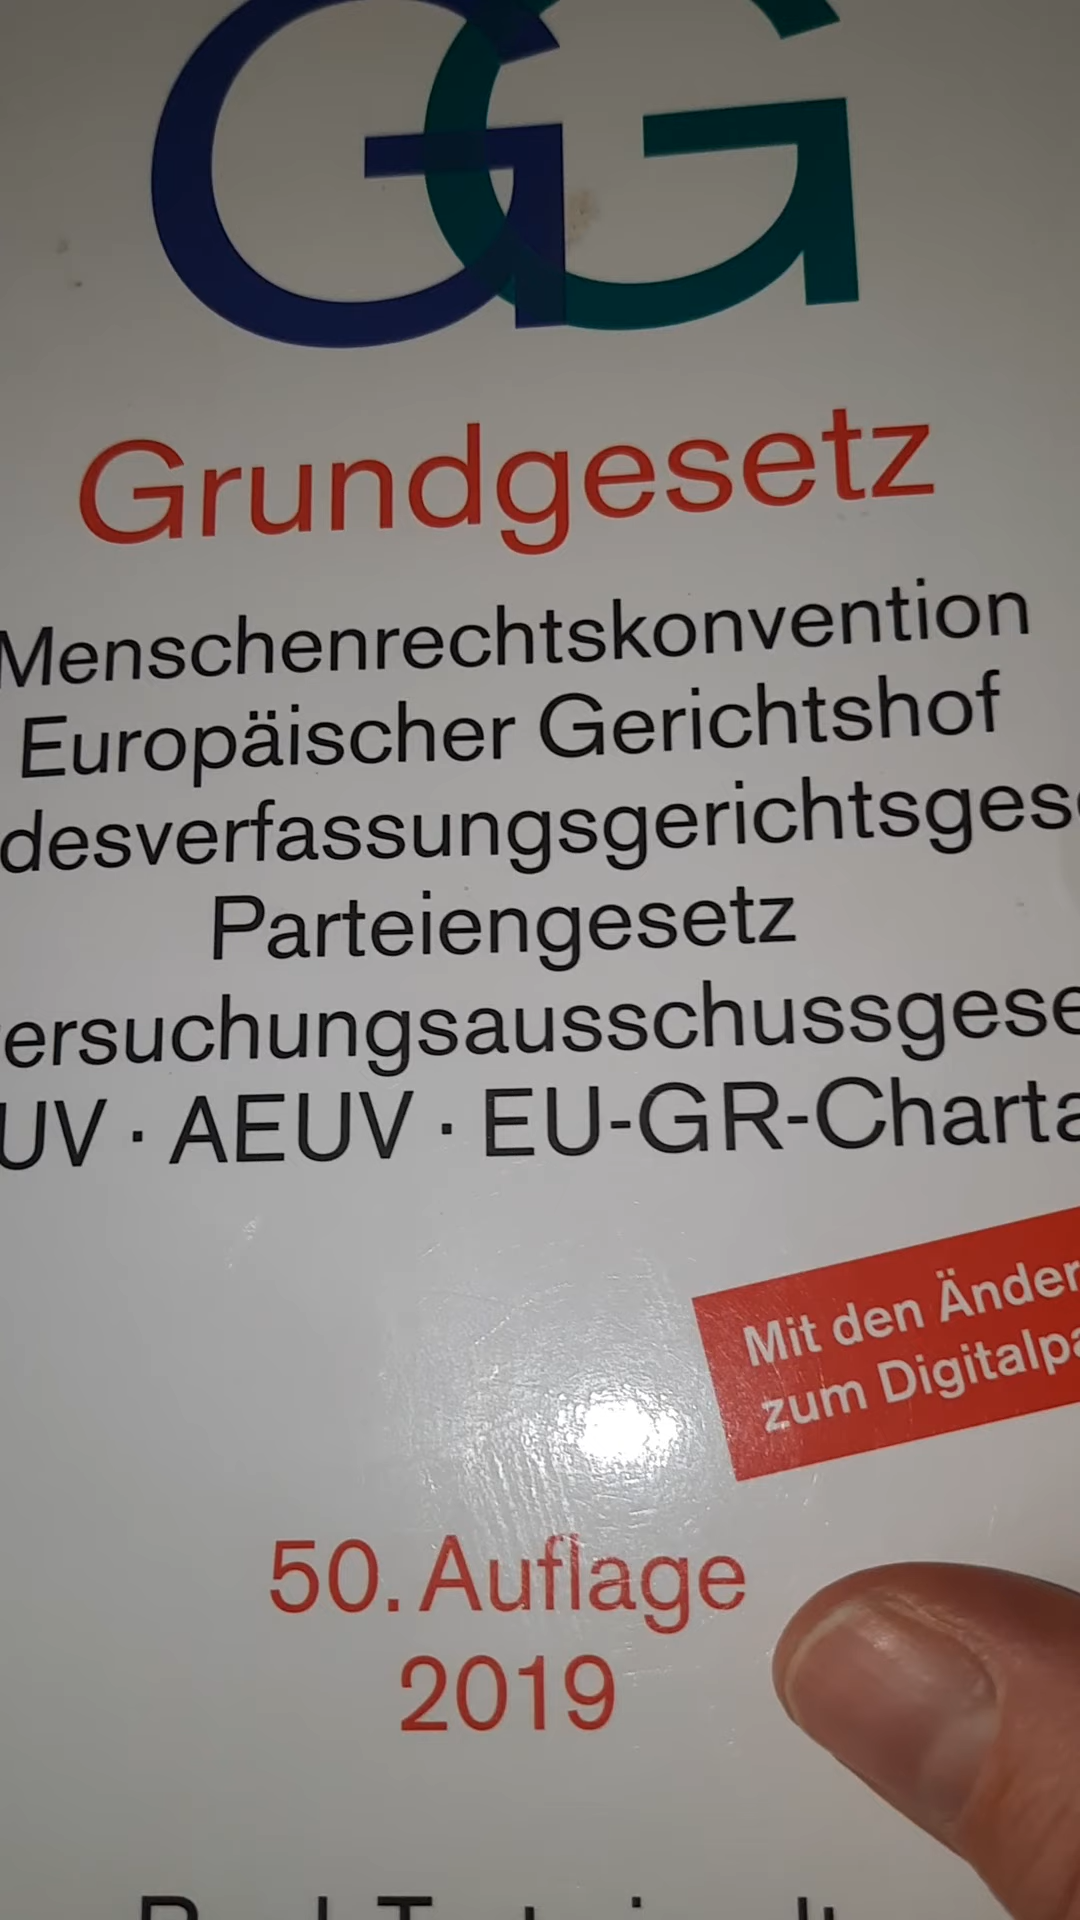 GG
Grundgesetz
Menschenrechtskonvention
Europäischer Gerichtshof
desverfassungsgerichtsges
Parteiengesetz
ersuchungsausschussgese
UV · AEUV · EU-GR-Charta
Mit den Änder
zum Digitalpa
50. Auflage
2019